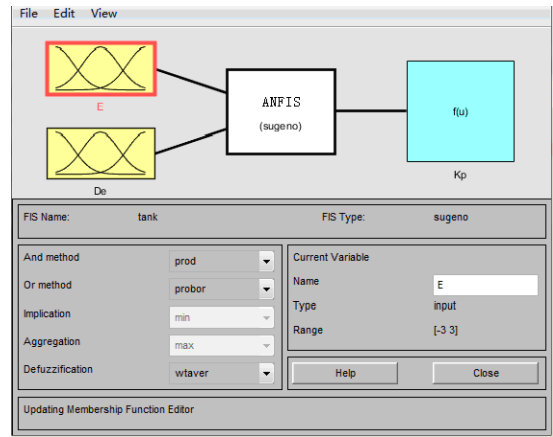 File Edit View
E
De
ANFIS
(sugeno)
f(u)
Kp
FIS Name: tank FIS Type: sugeno
And method prod
Or method probor
Implication min
Aggregation max
Defuzzification wtaver
Current Variable
Name E
Type input
Range [-3 3]
Help Close
Updating Membership Function Editor